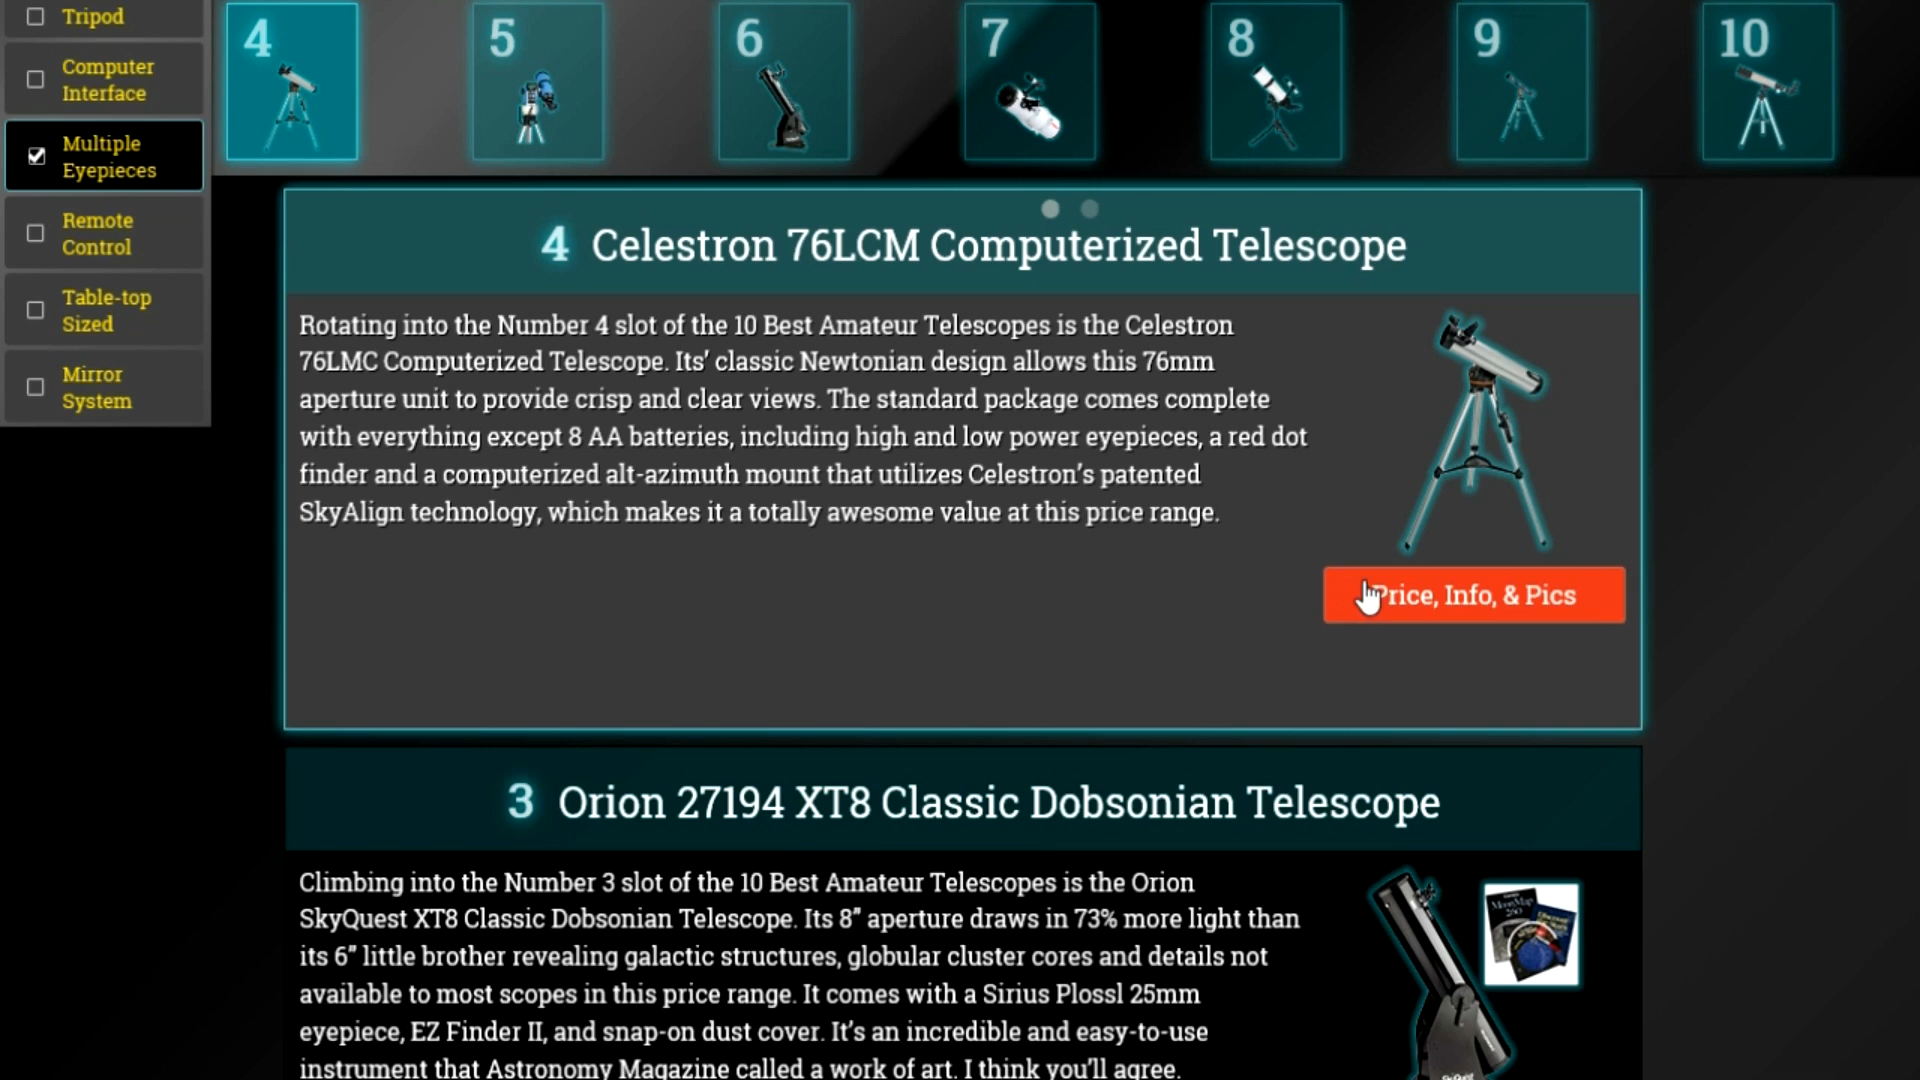 Tripod
Computer
Interface
Multiple
Eyepieces
Remote
Control
Table-top
Sized
Mirror
System
4
5
6
7
8
9
10
4 Celestron 76LCM Computerized Telescope
Rotating into the Number 4 slot of the 10 Best Amateur Telescopes is the Celestron
76LMC Computerized Telescope. Its’ classic Newtonian design allows this 76mm
aperture unit to provide crisp and clear views. The standard package comes complete
with everything except 8 AA batteries, including high and low power eyepieces, a red dot
finder and a computerized alt-azimuth mount that utilizes Celestron’s patented
SkyAlign technology, which makes it a totally awesome value at this price range.
Price, Info, & Pics
3 Orion 27194 XT8 Classic Dobsonian Telescope
Climbing into the Number 3 slot of the 10 Best Amateur Telescopes is the Orion
SkyQuest XT8 Classic Dobsonian Telescope. Its 8” aperture draws in 73% more light than
its 6” little brother revealing galactic structures, globular cluster cores and details not
available to most scopes in this price range. It comes with a Sirius Plossl 25mm
eyepiece, EZ Finder II, and snap-on dust cover. It’s an incredible and easy-to-use
instrument that Astronomy Magazine called a work of art. I think you’ll agree.
MoonMap
260